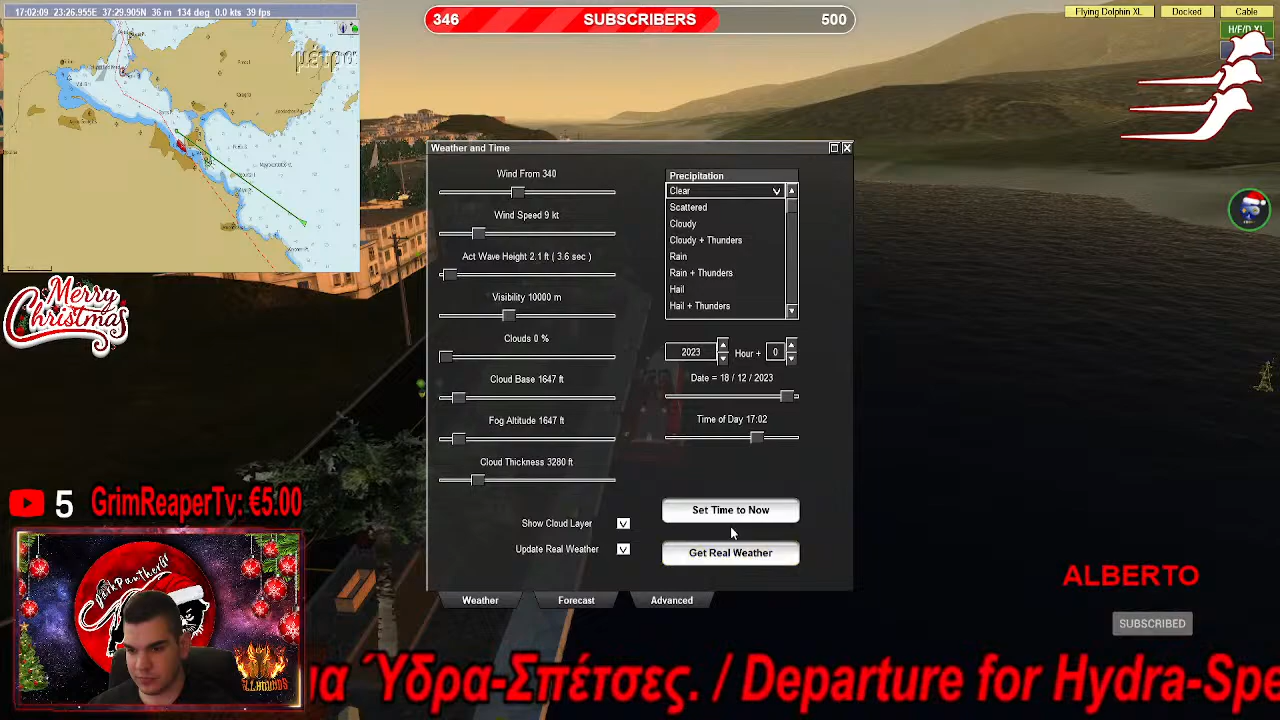 17:02:09 23:26.955E 37:29.905N 36 m 134 deg 0.0 kts 39 fps
346 SUBSCRIBERS 500
Flying Dolphin XL Docked Cable
H/F/D XL
μέτρα
Weather and Time
Wind From 340
Wind Speed 9 kt
Act Wave Height 2.1 ft ( 3.6 sec )
Visibility 10000 m
Clouds 0 %
Cloud Base 1647 ft
Fog Altitude 1647 ft
Cloud Thickness 3280 ft
Show Cloud Layer
Update Real Weather
Precipitation
Clear
Scattered
Cloudy
Cloudy + Thunders
Rain
Rain + Thunders
Hail
Hail + Thunders
2023 Hour + 0
Date = 18 / 12 / 2023
Time of Day 17:02
Set Time to Now
Get Real Weather
Weather Forecast Advanced
Merry Christmas
5 GrimReaperTv: €5.00
ALBERTO
SUBSCRIBED
για Ύδρα-Σπέτσες. / Departure for Hydra-Spe